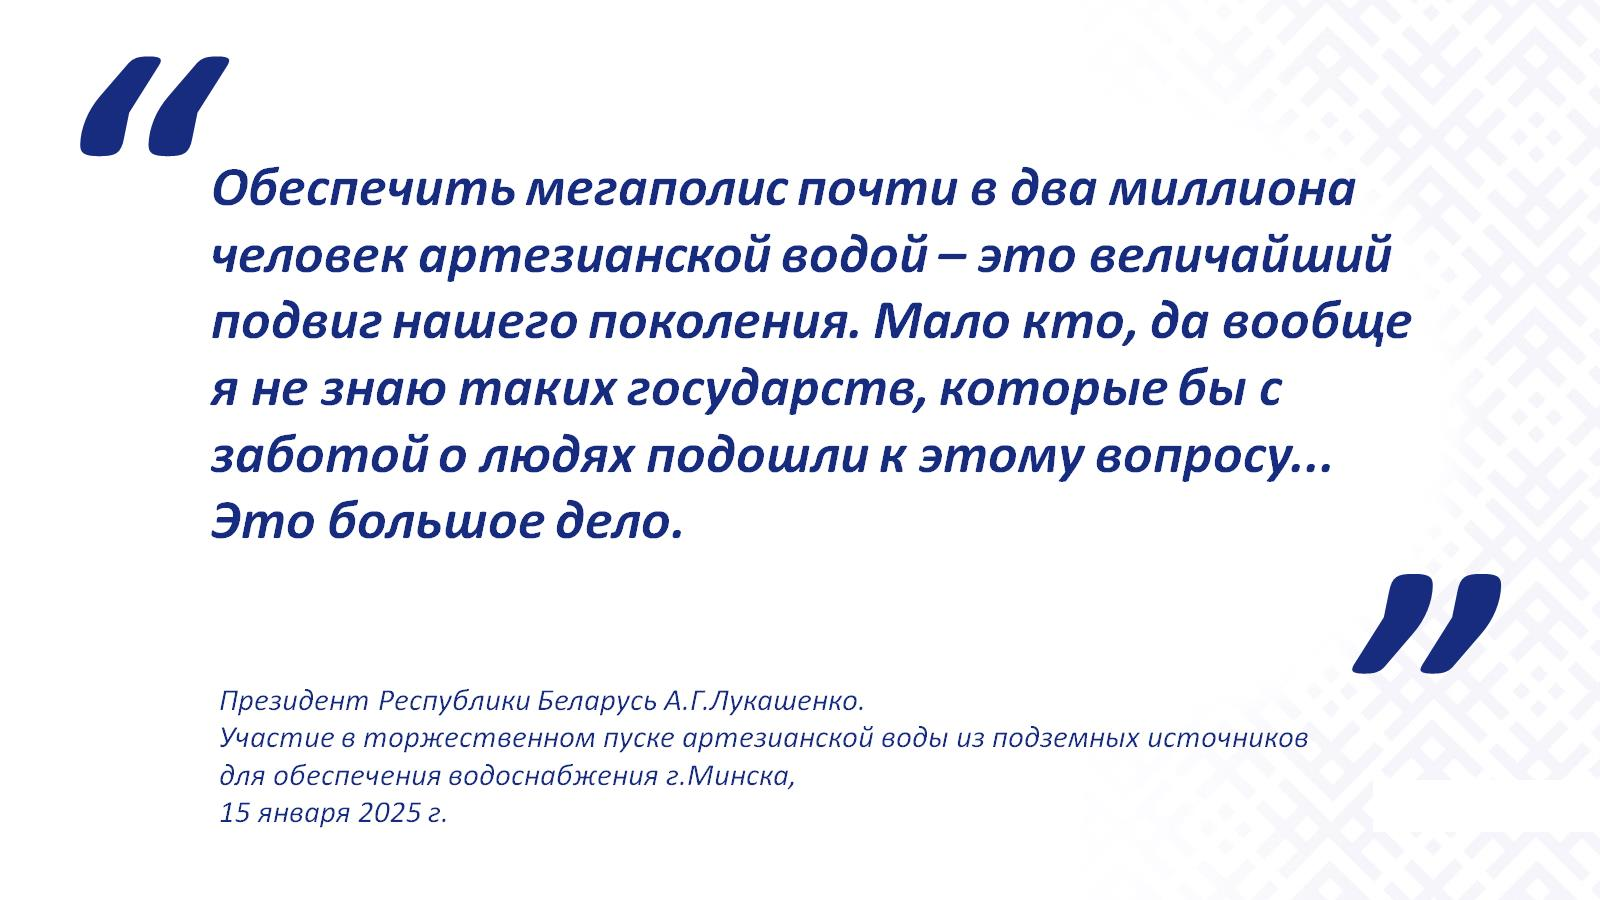 “
Обеспечить мегаполис почти в два миллиона
человек артезианской водой – это величайший
подвиг нашего поколения. Мало кто, да вообще
я не знаю таких государств, которые бы с
заботой о людях подошли к этому вопросу...
Это большое дело.
”
Президент Республики Беларусь А.Г.Лукашенко.
Участие в торжественном пуске артезианской воды из подземных источников
для обеспечения водоснабжения г.Минска,
15 января 2025 г.